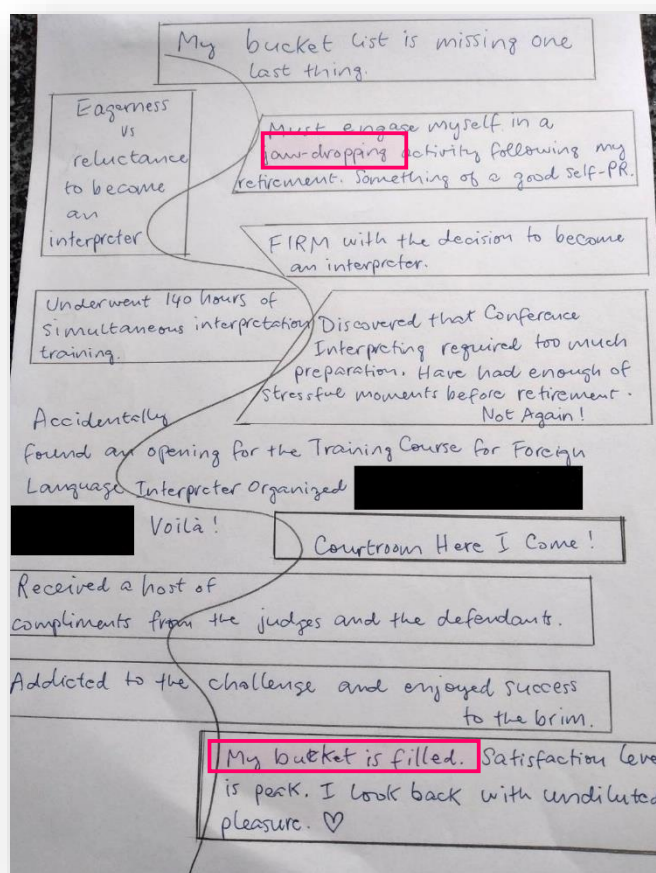 My bucket list is missing one
last thing.
Eagerness
vs
reluctance
to become
an
interpreter
Must engage myself in a
jaw-dropping activity following my
retirement. Something of a good self-PR.
FIRM with the decision to become
an interpreter.
Underwent 140 hours of
simultaneous interpretation
training.
Discovered that Conference
Interpreting required too much
preparation. Have had enough of
stressful moments before retirement.
Not Again!
Accidentally
found an opening for the Training Course for Foreign
Language Interpreter Organized
Voilà!
Courtroom Here I Come!
Received a host of
compliments from the judges and the defendants.
Addicted to the challenge and enjoyed success
to the brim.
My bucket is filled. Satisfaction leve
is peak. I look back with undiluted
pleasure. ♡